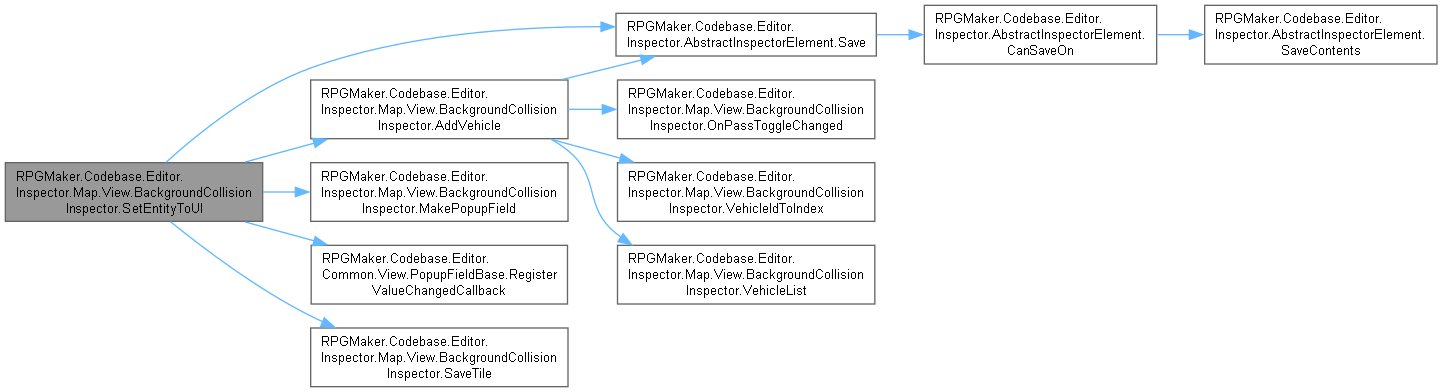 RPGMaker.Codebase.Editor.
Inspector.Map.View.BackgroundCollision
Inspector.SetEntityToUI
RPGMaker.Codebase.Editor.
Inspector.AbstractInspectorElement.Save
RPGMaker.Codebase.Editor.
Inspector.AbstractInspectorElement.
CanSaveOn
RPGMaker.Codebase.Editor.
Inspector.AbstractInspectorElement.
SaveContents
RPGMaker.Codebase.Editor.
Inspector.Map.View.BackgroundCollision
Inspector.AddVehicle
RPGMaker.Codebase.Editor.
Inspector.Map.View.BackgroundCollision
Inspector.OnPassToggleChanged
RPGMaker.Codebase.Editor.
Inspector.Map.View.BackgroundCollision
Inspector.VehicleIdToIndex
RPGMaker.Codebase.Editor.
Inspector.Map.View.BackgroundCollision
Inspector.VehicleList
RPGMaker.Codebase.Editor.
Inspector.Map.View.BackgroundCollision
Inspector.MakePopupField
RPGMaker.Codebase.Editor.
Common.View.PopupFieldBase.Register
ValueChangedCallback
RPGMaker.Codebase.Editor.
Inspector.Map.View.BackgroundCollision
Inspector.SaveTile